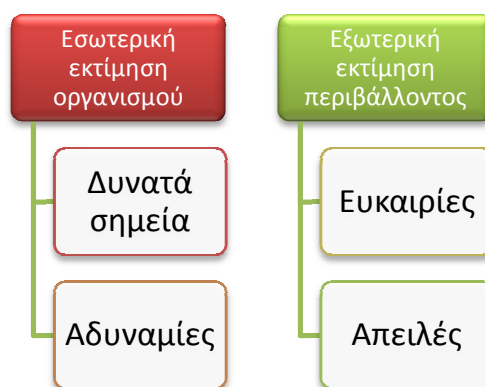 Εσωτερική
εκτίμηση
οργανισμού
Δυνατά
σημεία
Αδυναμίες
Εξωτερική
εκτίμηση
περιβάλλοντος
Ευκαιρίες
Απειλές